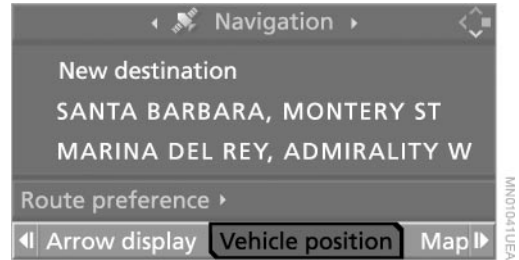 Navigation
New destination
SANTA BARBARA, MONTERY ST
MARINA DEL REY, ADMIRALITY W
Route preference
Arrow display Vehicle position Map
MN01041UEA